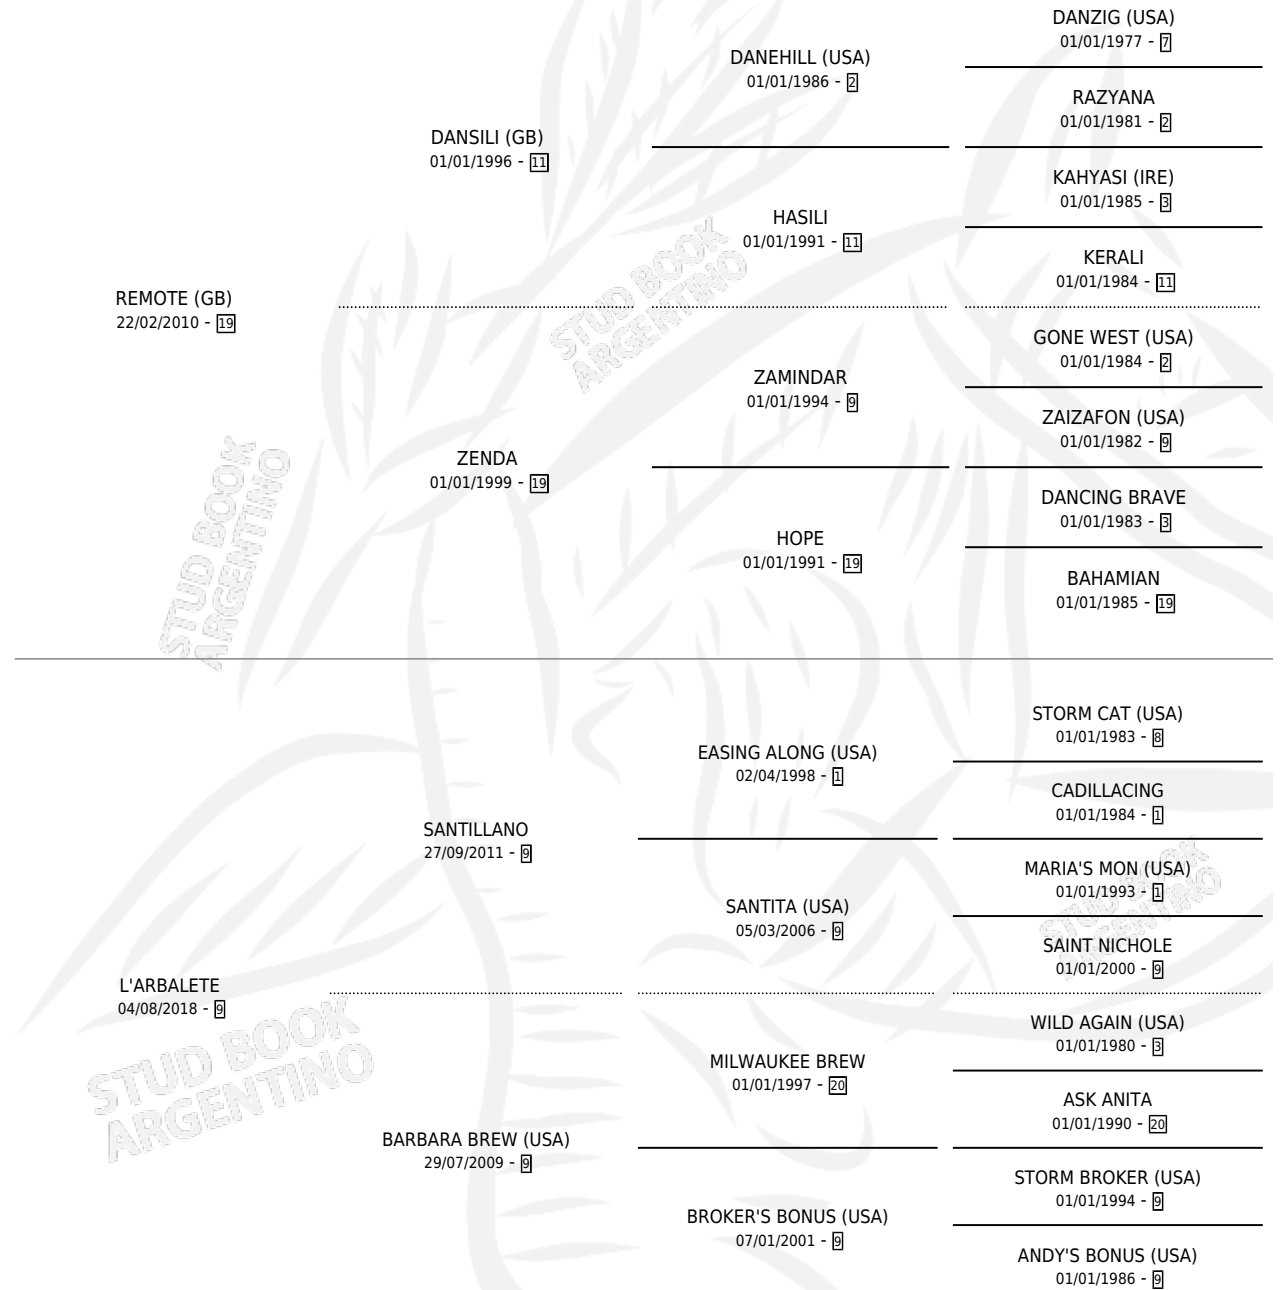 DANZIG (USA)
01/01/1977 - 7
DANEHILL (USA)
01/01/1986 - 2
RAZYANA
01/01/1981 - 2
DANSILI (GB)
01/01/1996 - 11
KAHYASI (IRE)
01/01/1985 - 3
HASILI
01/01/1991 - 11
KERALI
01/01/1984 - 11
REMOTE (GB)
22/02/2010 - 19
GONE WEST (USA)
01/01/1984 - 2
ZAMINDAR
01/01/1994 - 9
ZAIZAFON (USA)
01/01/1982 - 9
ZENDA
01/01/1999 - 19
DANCING BRAVE
01/01/1983 - 3
HOPE
01/01/1991 - 19
BAHAMIAN
01/01/1985 - 19
STORM CAT (USA)
01/01/1983 - 8
EASING ALONG (USA)
02/04/1998 - 1
CADILLACING
01/01/1984 - 1
SANTILLANO
27/09/2011 - 9
MARIA'S MON (USA)
01/01/1993 - 1
SANTITA (USA)
05/03/2006 - 9
SAINT NICHOLE
01/01/2000 - 9
L'ARBALETE
04/08/2018 - 9
WILD AGAIN (USA)
01/01/1980 - 3
MILWAUKEE BREW
01/01/1997 - 20
ASK ANITA
01/01/1990 - 20
BARBARA BREW (USA)
29/07/2009 - 9
STORM BROKER (USA)
01/01/1994 - 9
BROKER'S BONUS (USA)
07/01/2001 - 9
ANDY'S BONUS (USA)
01/01/1986 - 9
STUD BOOK
ARGENTINO
STUD BOOK
ARGENTINO
STUD BOOK
ARGENTINO
STUD BOOK
ARGENTINO